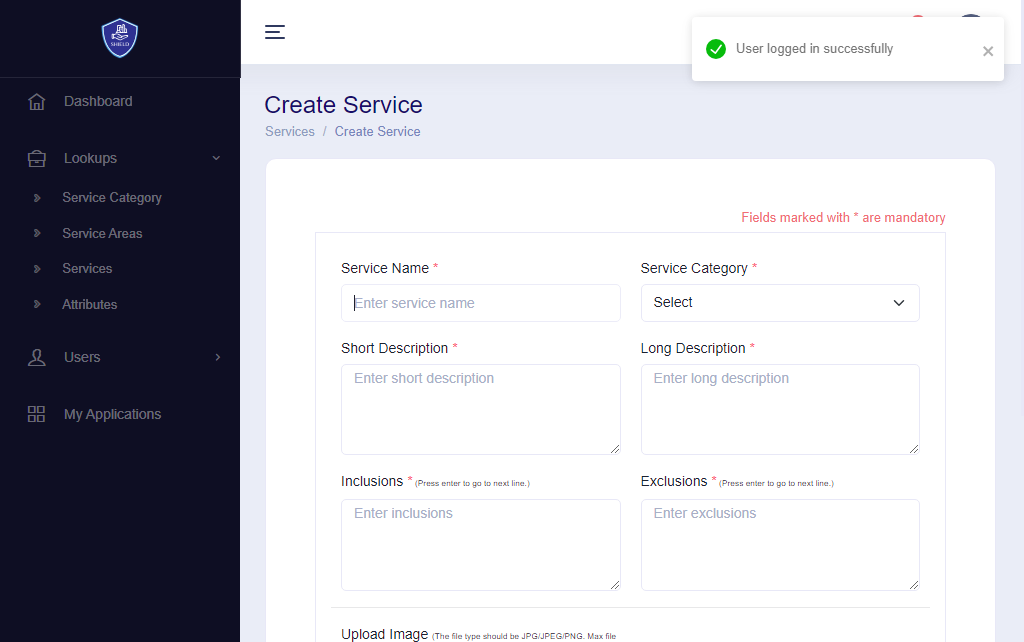 SHIELD
User logged in successfully
Dashboard
Lookups
Service Category
Service Areas
Services
Attributes
Users
My Applications
Create Service
Services / Create Service
Fields marked with * are mandatory
Service Name *
Service Category *
Enter service name
Select
Short Description *
Long Description *
Enter short description
Enter long description
Inclusions * (Press enter to go to next line.)
Exclusions * (Press enter to go to next line.)
Enter inclusions
Enter exclusions
Upload Image (The file type should be JPG/JPEG/PNG. Max file